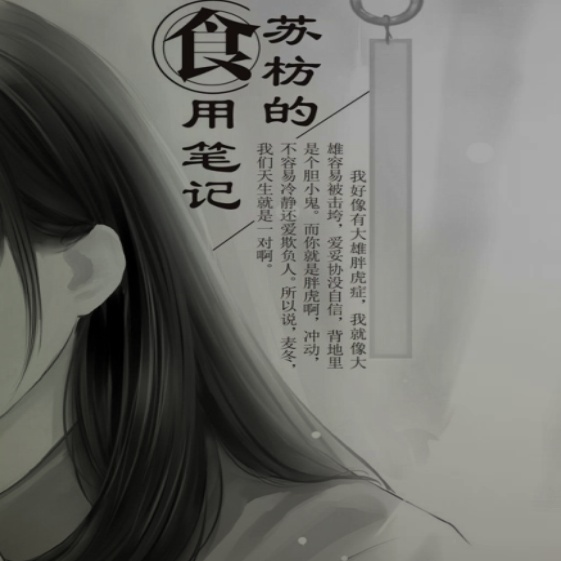 苏枋的
食用笔记
我好像有大雄胖虎症，我就像大
雄容易被击垮，爱妥协没自信，背地里
是个胆小鬼。而你就是胖虎啊，冲动，
不容易冷静还爱欺负人。所以说，麦冬，
我们天生就是一对啊。